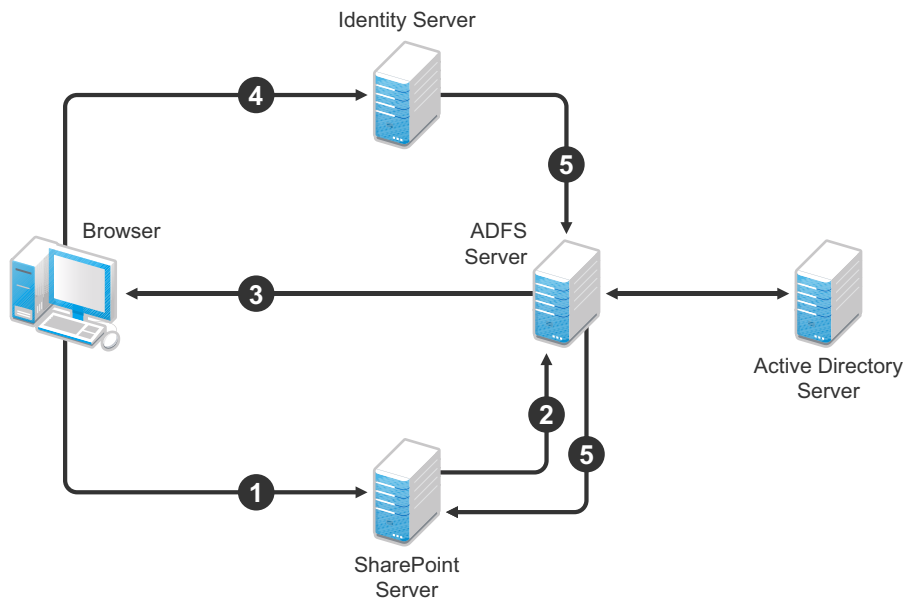 Identity Server
4
5
Browser
ADFS
Server
3
Active Directory
Server
2
5
1
SharePoint
Server